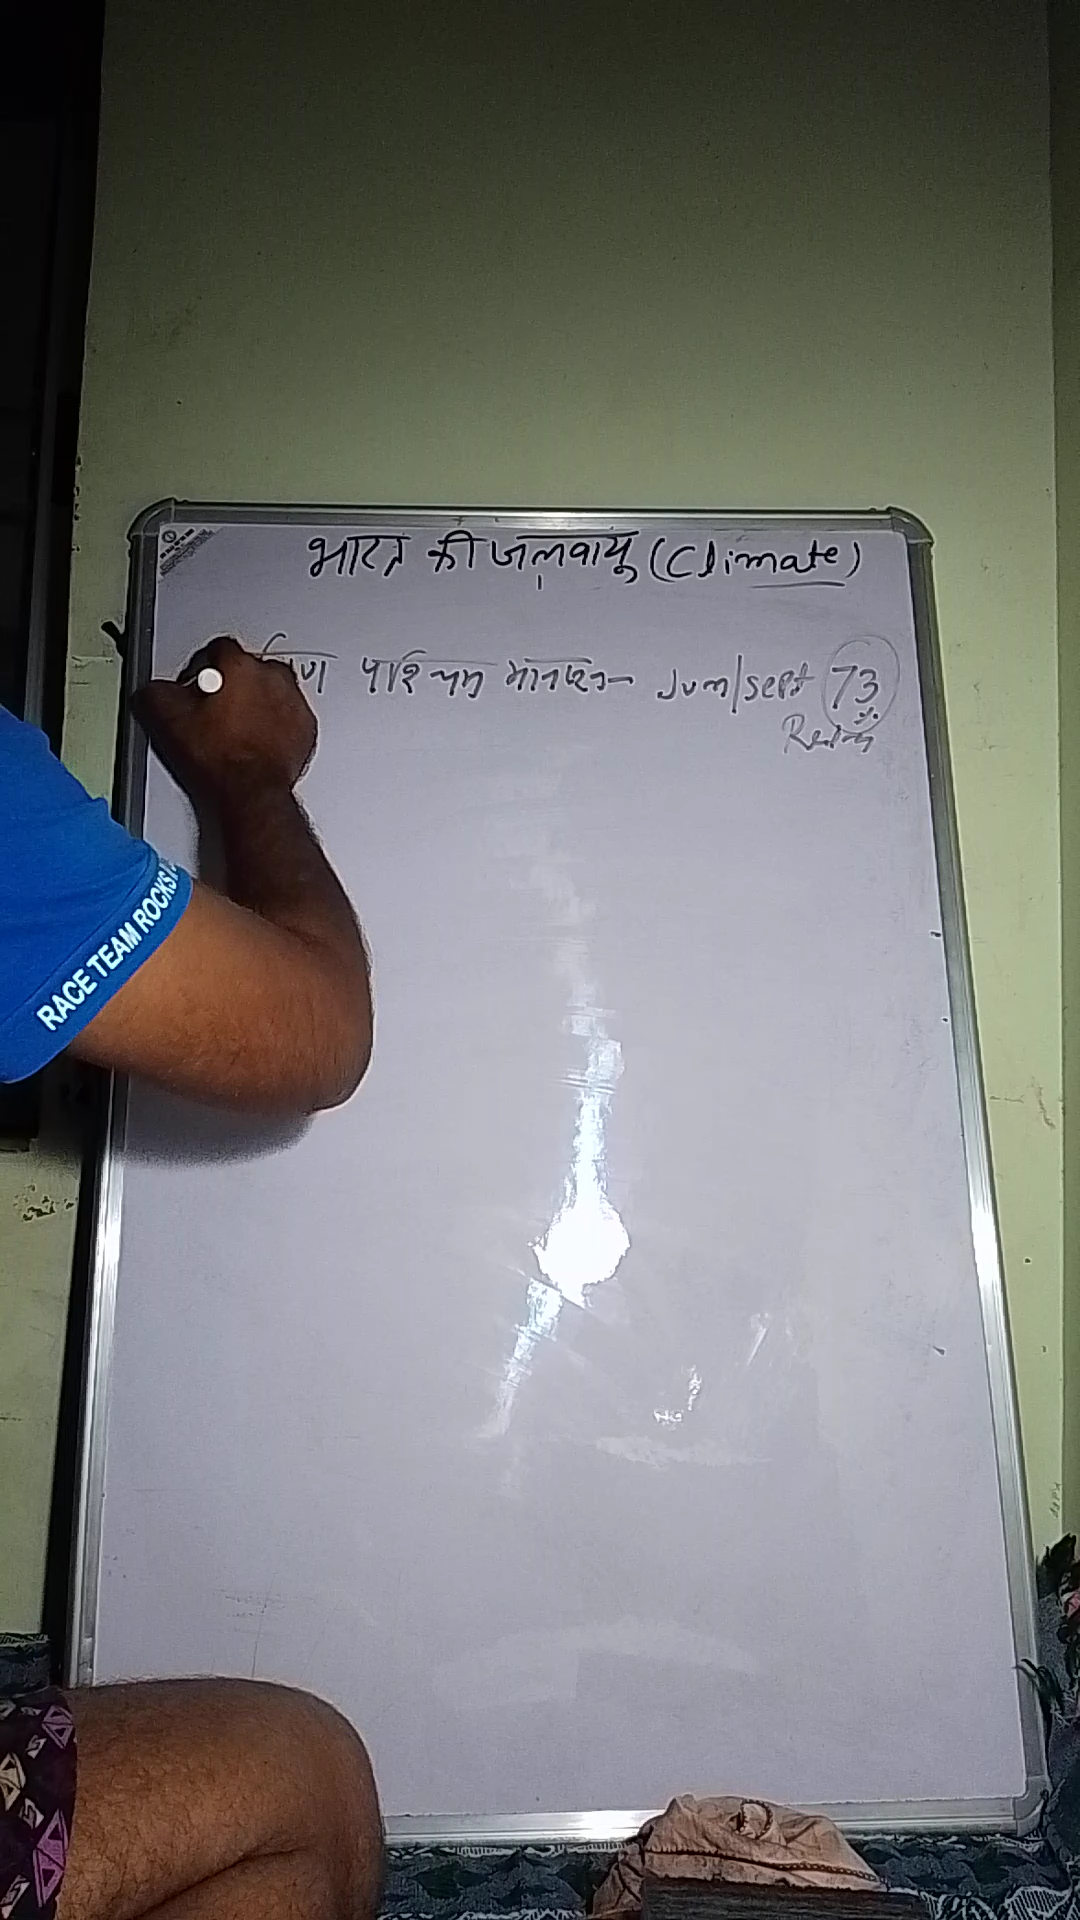 भारत की जलवायू (Climate)
पश्चिम मानसून Jun/sept 73
%
RACE TEAM ROCKS